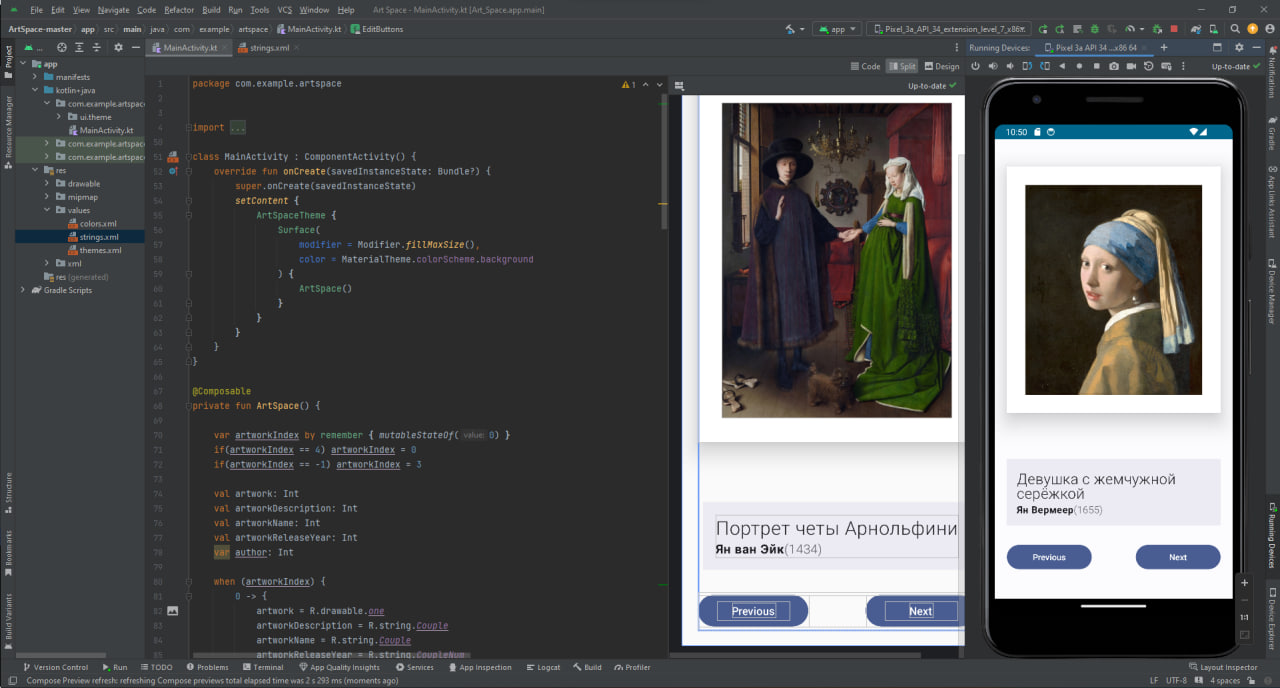 File Edit View Navigate Code Refactor Build Run Tools VCS Window Help Art Space - MainActivity.kt [Art_Space.app.main]
ArtSpace-master app src main java com example artspace MainActivity.kt EditButtons app Pixel_3a_API_34_extension_level_7_x86
MainActivity.kt strings.xml Running Devices: Pixel 3a API 34 ...x86 64
Code Split Design Up-to-date
Project
Resource Manager
Structure
Bookmarks
Build Variants
app
manifests
kotlin+java
com.example.artspace
ui.theme
MainActivity.kt
com.example.artspac
com.example.artspac
res
drawable
mipmap
values
colors.xml
strings.xml
themes.xml
xml
res (generated)
Gradle Scripts
1 package com.example.artspace
2
3
4 import ...
50
51 class MainActivity : ComponentActivity() {
52 override fun onCreate(savedInstanceState: Bundle?) {
53 super.onCreate(savedInstanceState)
54 setContent {
55 ArtSpaceTheme {
56 Surface(
57 modifier = Modifier.fillMaxSize(),
58 color = MaterialTheme.colorScheme.background
59 ) {
60 ArtSpace()
61 }
62 }
63 }
64 }
65 }
66
67 @Composable
68 private fun ArtSpace() {
69
70 var artworkIndex by remember { mutableStateOf( value: 0) }
71 if(artworkIndex == 4) artworkIndex = 0
72 if(artworkIndex == -1) artworkIndex = 3
73
74 val artwork: Int
75 val artworkDescription: Int
76 val artworkName: Int
77 val artworkReleaseYear: Int
78 var author: Int
79
80 when (artworkIndex) {
81 0 -> {
82 artwork = R.drawable.one
83 artworkDescription = R.string.Couple
84 artworkName = R.string.Couple
85 artworkReleaseYear = R.string.CoupleNum
1
Up-to-date
Портрет четы Арнольфини
Ян ван Эйк(1434)
Previous Next
10:50
Девушка с жемчужной
серёжкой
Ян Вермеер(1655)
Previous Next
1:1
Notifications
Gradle
App Links Assistant
Device Manager
Running Devices
Device Explorer
Version Control Run TODO Problems Terminal App Quality Insights Services App Inspection Logcat Build Profiler Layout Inspector
Compose Preview refresh: refreshing Compose previews total elapsed time was 2 s 293 ms (moments ago) LF UTF-8 4 spaces